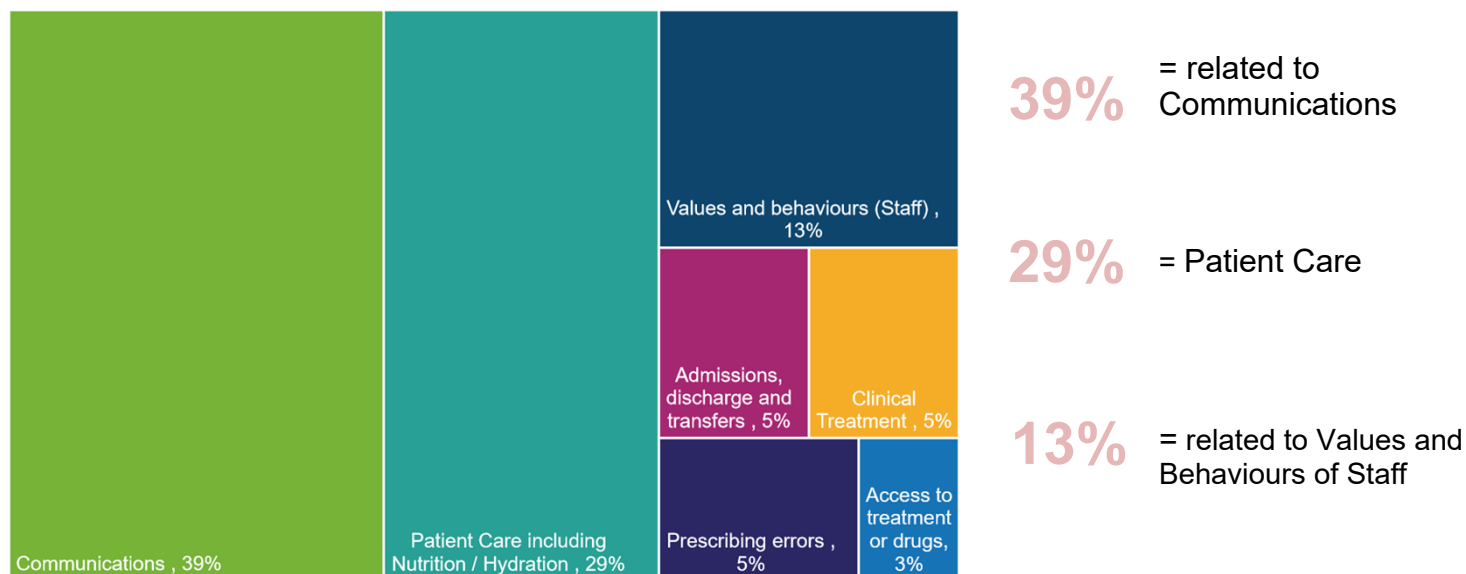 Communications , 39%
Patient Care including
Nutrition / Hydration , 29%
Values and behaviours (Staff) ,
13%
Admissions,
discharge and
transfers , 5%
Clinical
Treatment , 5%
Prescribing errors ,
5%
Access to
treatment
or drugs,
3%
39%
= related to
Communications
29%
= Patient Care
13%
= related to Values and
Behaviours of Staff